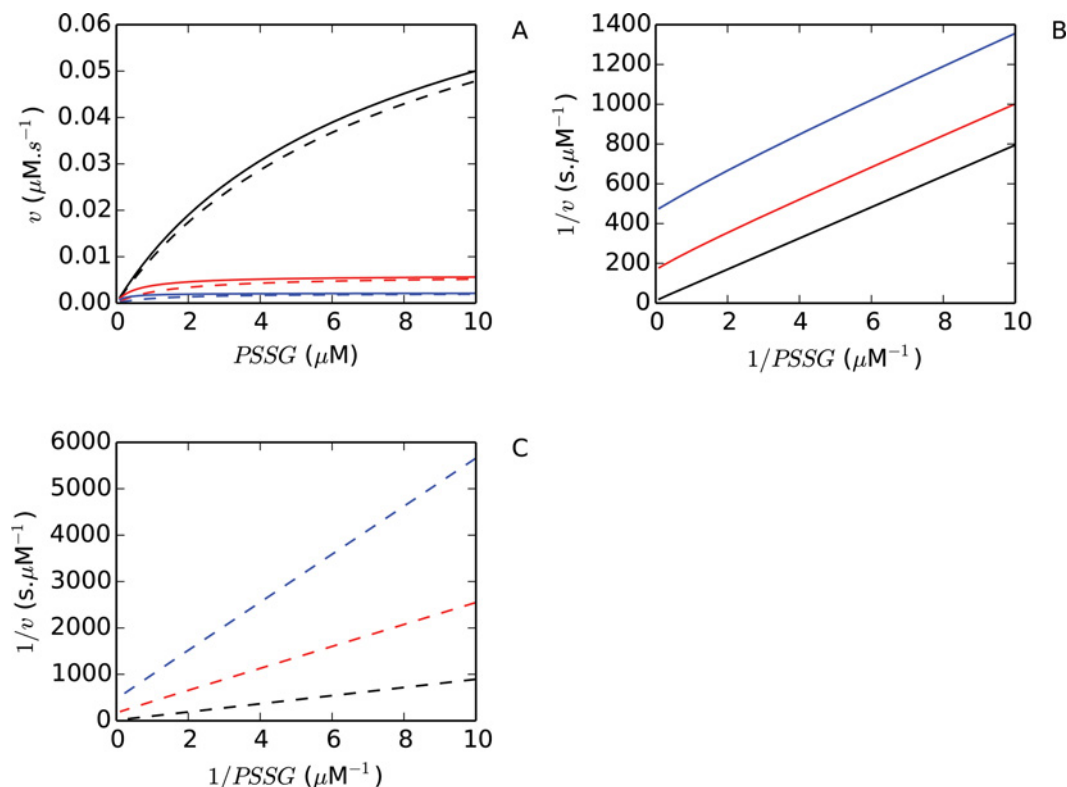 A
v (μM.s⁻¹)
0.06
0.05
0.04
0.03
0.02
0.01
0.00
0 2 4 6 8 10
PSSG (μM)
B
1/v (s.μM⁻¹)
1400
1200
1000
800
600
400
200
0
0 2 4 6 8 10
1/PSSG (μM⁻¹)
C
1/v (s.μM⁻¹)
6000
5000
4000
3000
2000
1000
0
0 2 4 6 8 10
1/PSSG (μM⁻¹)